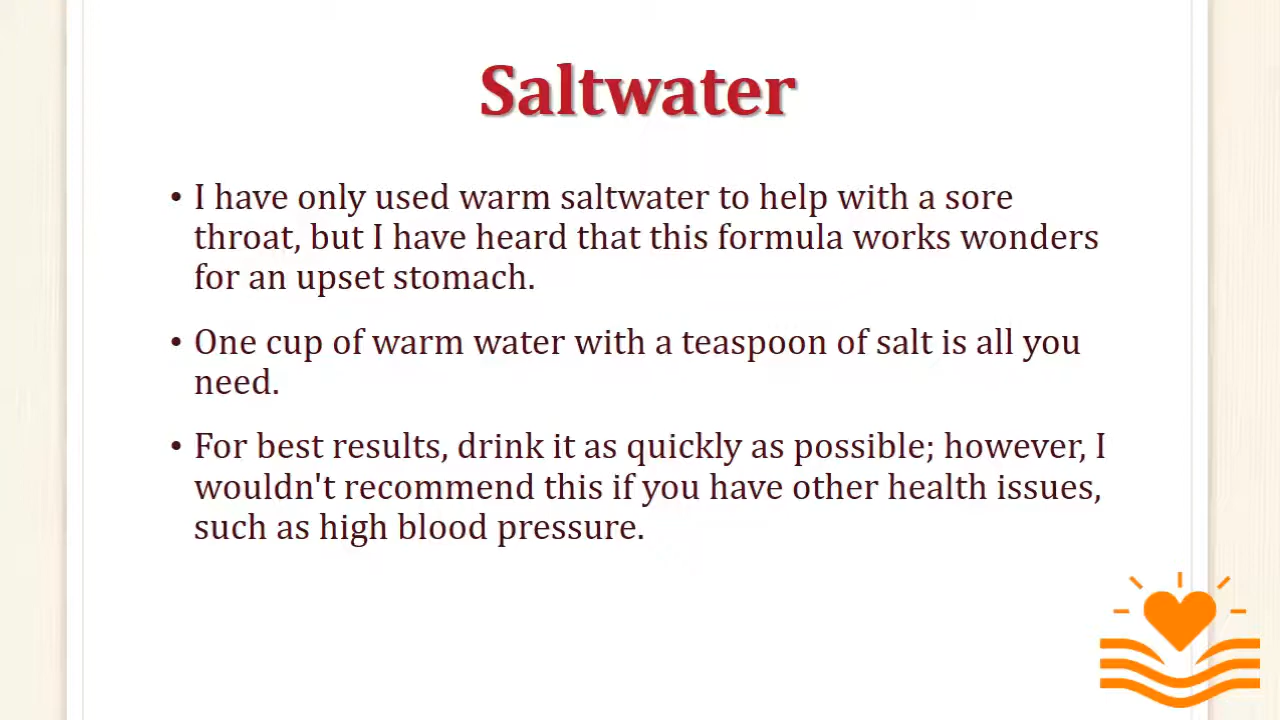 Saltwater
• I have only used warm saltwater to help with a sore
throat, but I have heard that this formula works wonders
for an upset stomach.
• One cup of warm water with a teaspoon of salt is all you
need.
• For best results, drink it as quickly as possible; however, I
wouldn't recommend this if you have other health issues,
such as high blood pressure.